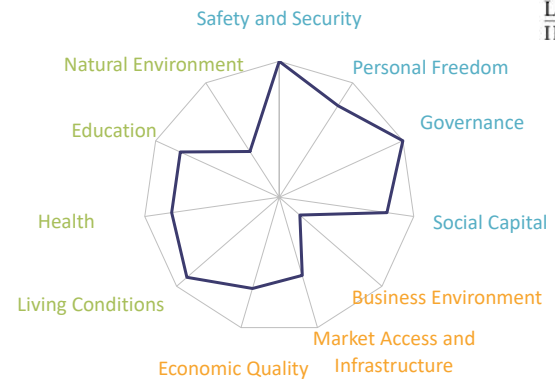 Safety and Security
Natural Environment
Personal Freedom
Education
Governance
Health
Social Capital
Living Conditions
Business Environment
Market Access and
Infrastructure
Economic Quality